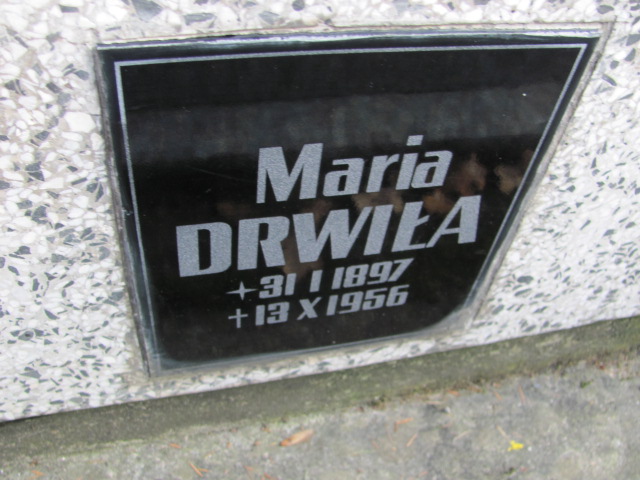 Maria
DRWIŁA
+31 I 1897
+13 X 1956